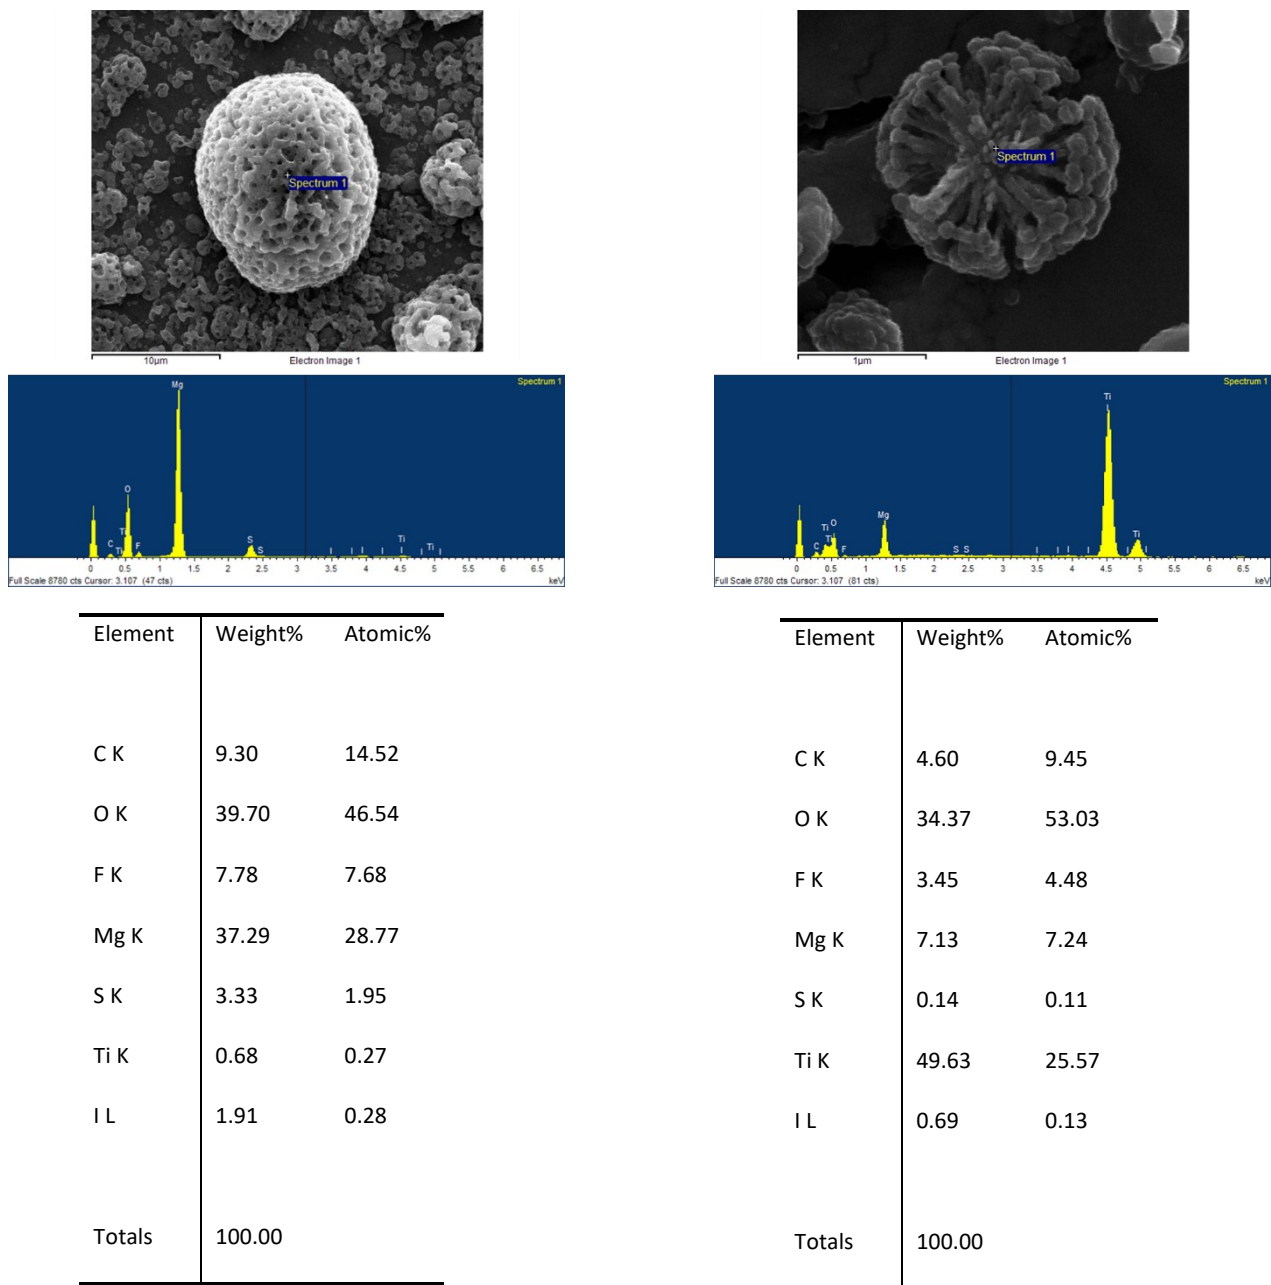 Spectrum 1
10µm
Electron Image 1
Spectrum 1
Mg
O
Ti
C
Ti
F
S
S
I
I
I
I
Ti
I
I
Ti
I
0 0.5 1 1.5 2 2.5 3 3.5 4 4.5 5 5.5 6 6.5
Full Scale 8780 cts Cursor: 3.107 (47 cts)
keV
Element Weight% Atomic%
C K 9.30 14.52
O K 39.70 46.54
F K 7.78 7.68
Mg K 37.29 28.77
S K 3.33 1.95
Ti K 0.68 0.27
I L 1.91 0.28
Totals 100.00
Spectrum 1
1µm
Electron Image 1
Spectrum 1
Ti
I
Mg
Ti
O
Ti
C
F
S S
I
I
I
I
I
Ti
I
0 0.5 1 1.5 2 2.5 3 3.5 4 4.5 5 5.5 6 6.5
Full Scale 8780 cts Cursor: 3.107 (81 cts)
keV
Element Weight% Atomic%
C K 4.60 9.45
O K 34.37 53.03
F K 3.45 4.48
Mg K 7.13 7.24
S K 0.14 0.11
Ti K 49.63 25.57
I L 0.69 0.13
Totals 100.00